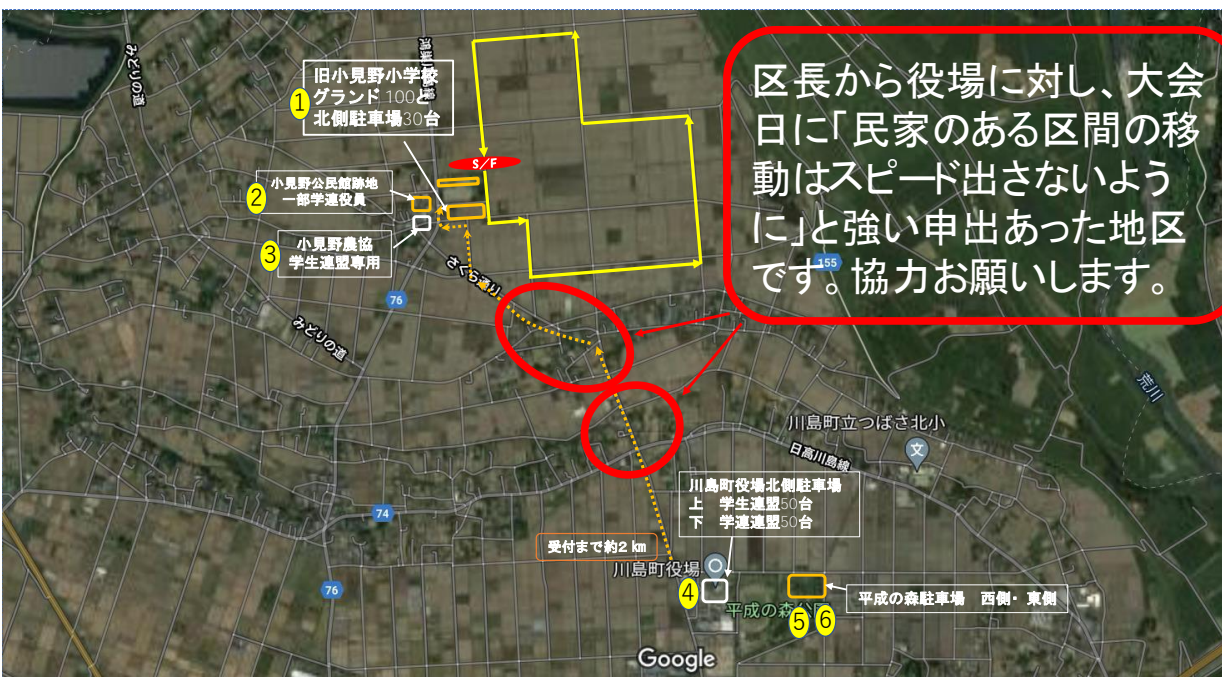 区長から役場に対し、大会
日に「民家のある区間の移
動はスピード出さないよう
に」と強い申出あった地区
です。協力お願いします。
みどりの道
旧小見野小学校
グランド 100と
北側駐車場30台
1
S/F
小見野公民館跡地
一部学連役員
2
小見野農協
学生連盟専用
3
さくら通り
76
155
みどりの道
荒川
川島町立つばさ北小
文
日高川島線
川島町役場北側駐車場
上 学生連盟50台
下 学連連盟50台
74
受付まで約2㎞
川島町役場
76
4
平成の森公園
平成の森駐車場 西側・東側
5 6
Google